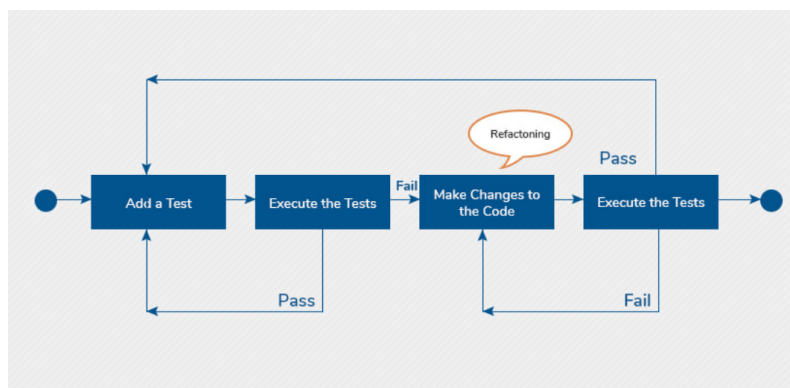 Refactoning
Pass
Add a Test
Execute the Tests
Fail
Make Changes to
the Code
Execute the Tests
Pass
Fail